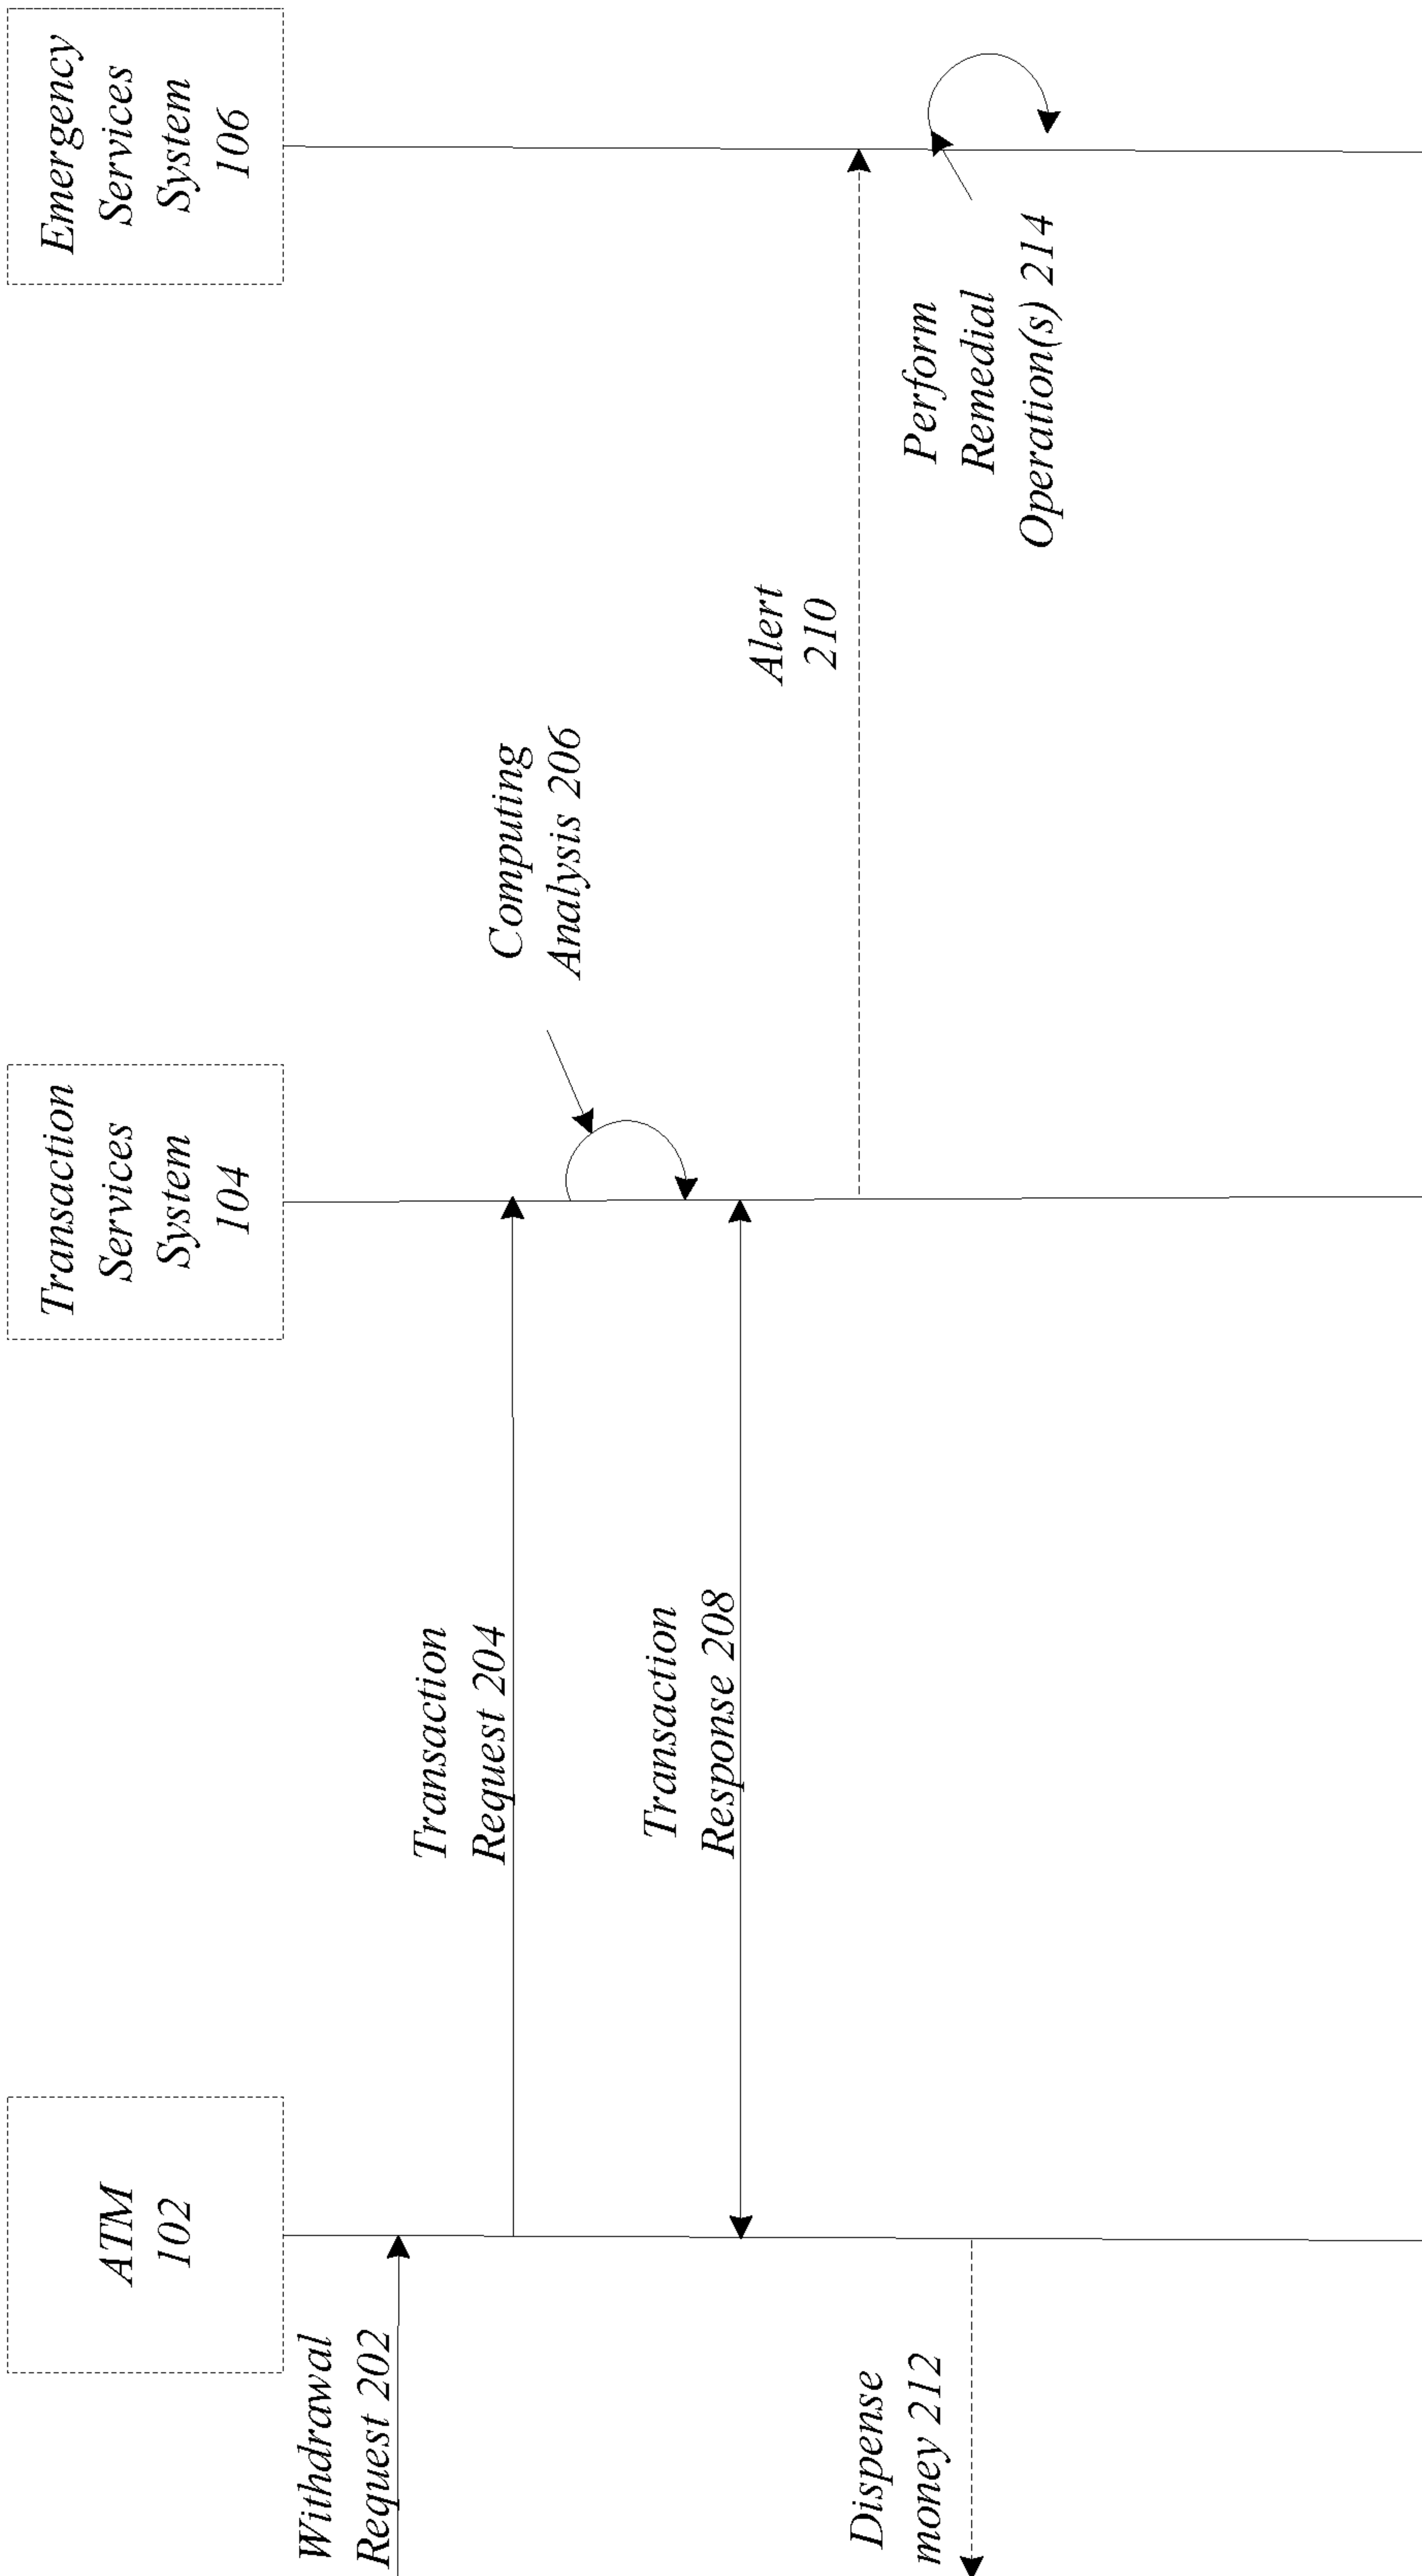 ATM
102
Transaction
Services
System
104
Emergency
Services
System
106
Withdrawal
Request 202
Transaction
Request 204
Computing
Analysis 206
Transaction
Response 208
Alert
210
Dispense
money 212
Perform
Remedial
Operation(s) 214